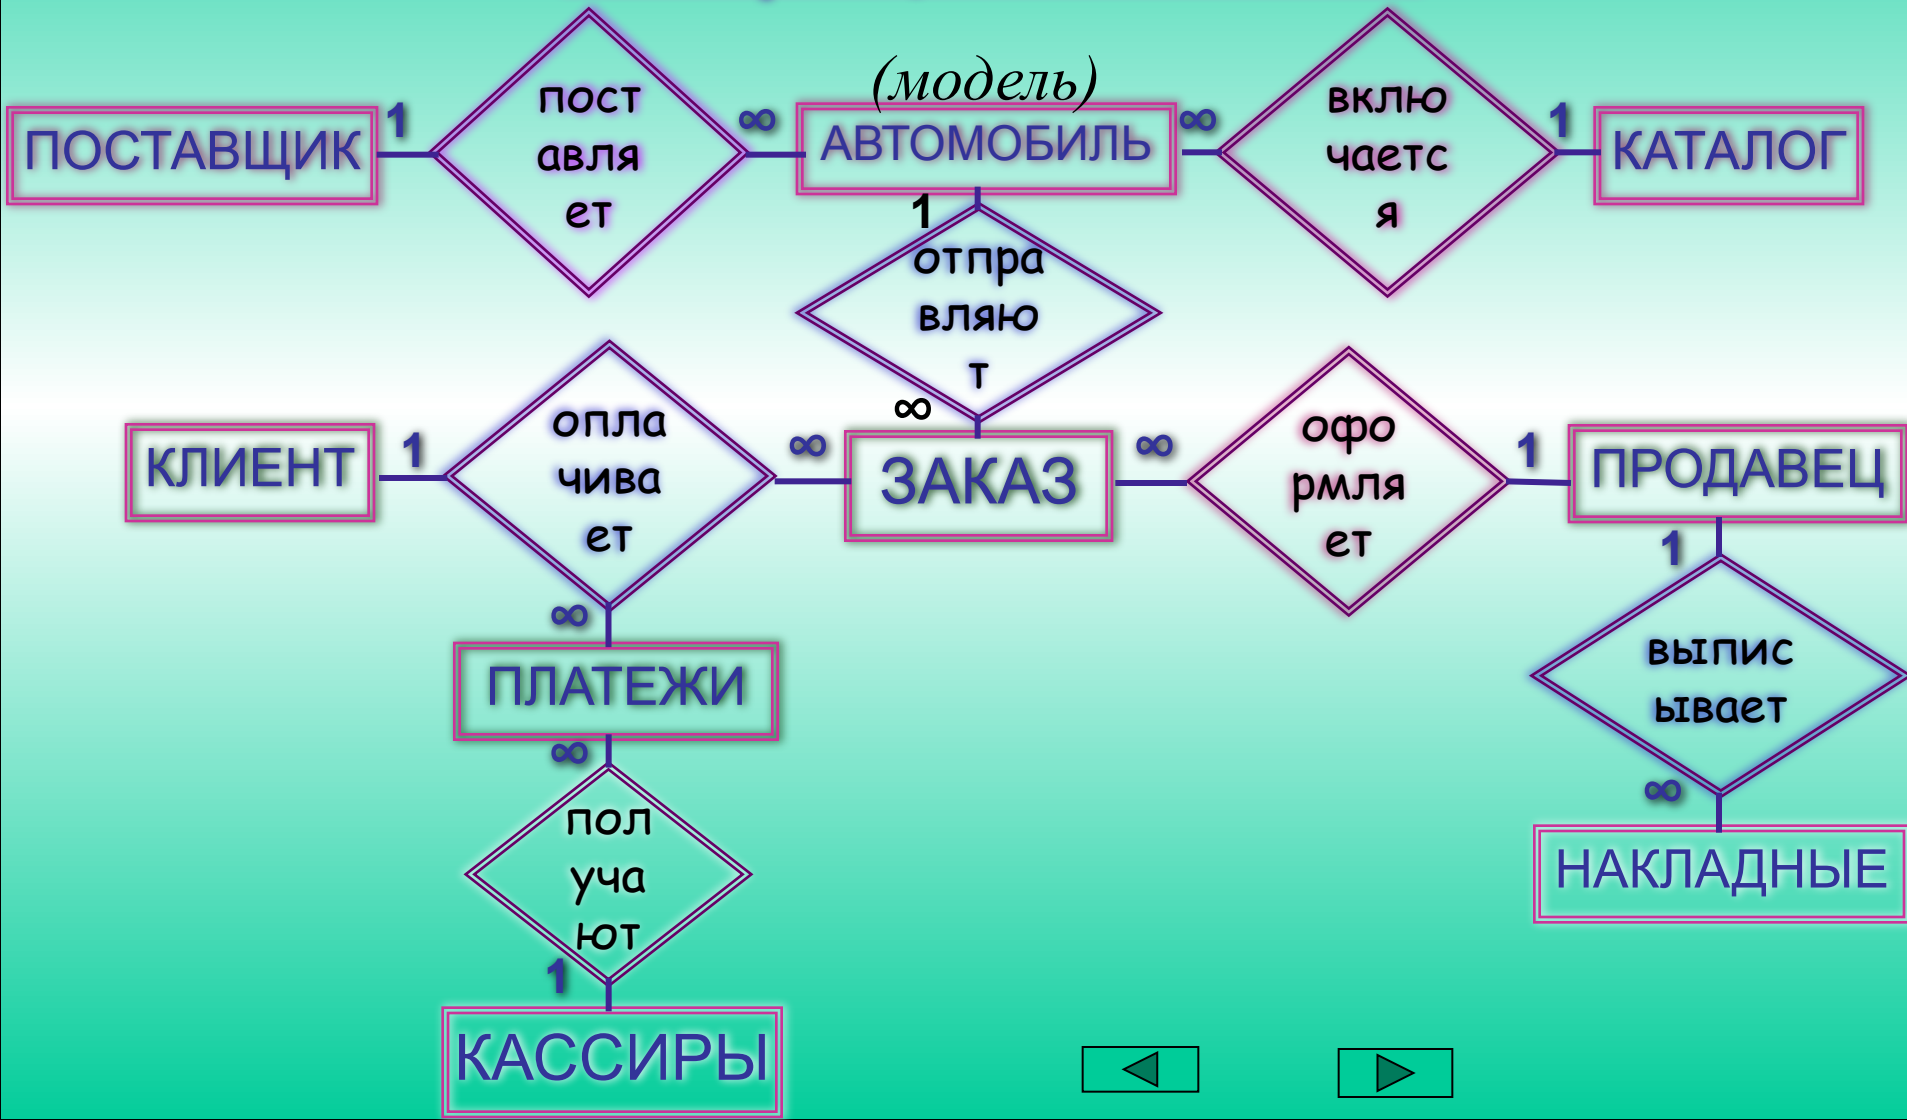 (модель)
ПОСТАВЩИК
1
пост
авля
ет
∞
АВТОМОБИЛЬ
∞
вклю
чаетс
я
1
КАТАЛОГ
1
отпра
вляю
т
∞
КЛИЕНТ
1
опла
чива
ет
∞
ЗАКАЗ
∞
офо
рмля
ет
1
ПРОДАВЕЦ
∞
ПЛАТЕЖИ
∞
пол
уча
ют
1
КАССИРЫ
1
выпис
ывает
∞
НАКЛАДНЫЕ